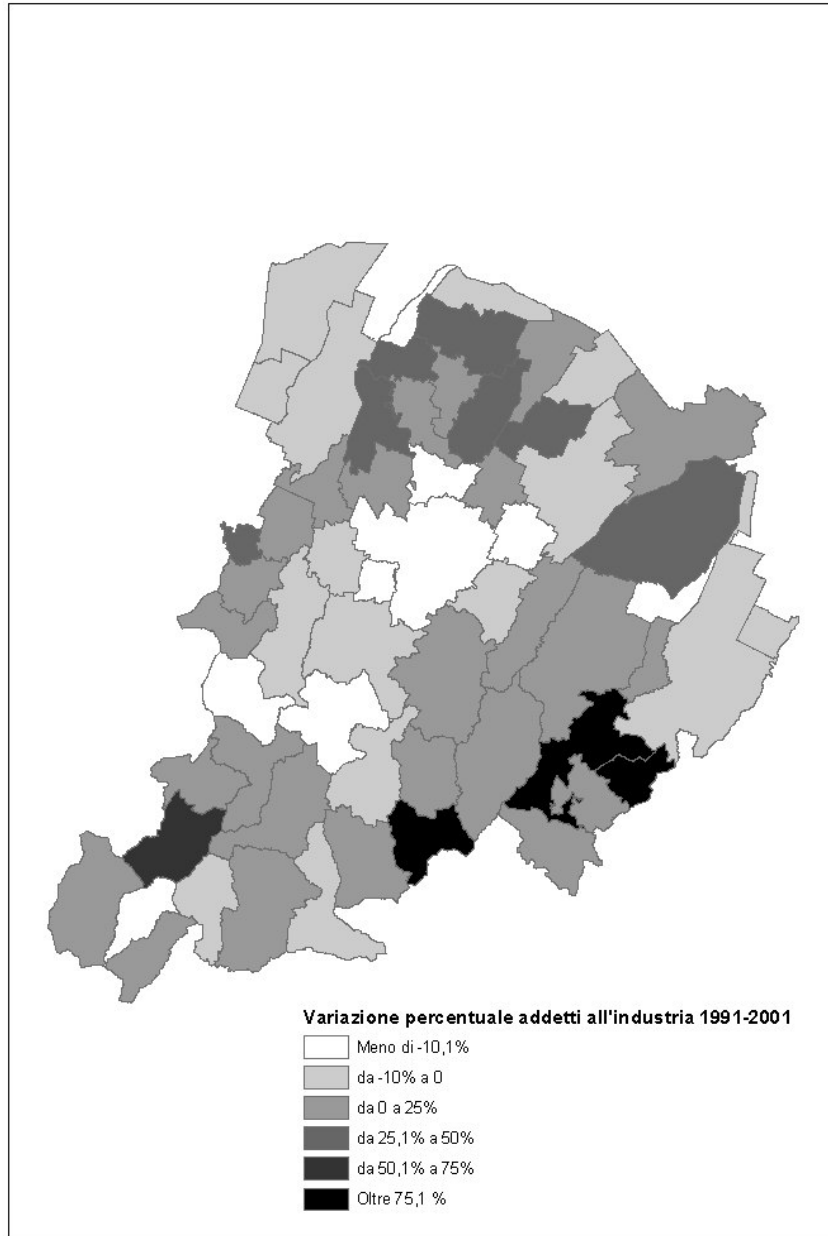 Variazione percentuale addetti all'industria 1991-2001
Meno di -10,1%
da -10% a 0
da 0 a 25%
da 25,1% a 50%
da 50,1% a 75%
Oltre 75,1 %